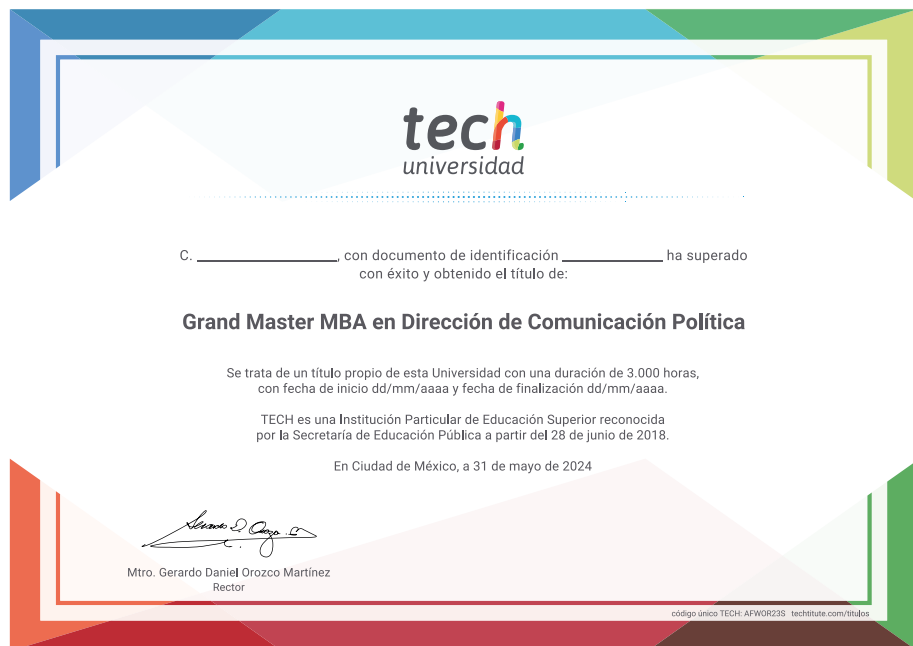 tech
universidad
C. ____________________, con documento de identificación ______________ ha superado
con éxito y obtenido el título de:
Grand Master MBA en Dirección de Comunicación Política
Se trata de un título propio de esta Universidad con una duración de 3.000 horas,
con fecha de inicio dd/mm/aaaa y fecha de finalización dd/mm/aaaa.
TECH es una Institución Particular de Educación Superior reconocida
por la Secretaría de Educación Pública a partir del 28 de junio de 2018.
En Ciudad de México, a 31 de mayo de 2024
Mtro. Gerardo Daniel Orozco Martínez
Rector
código único TECH: AFWOR23S techtitute.com/titulos